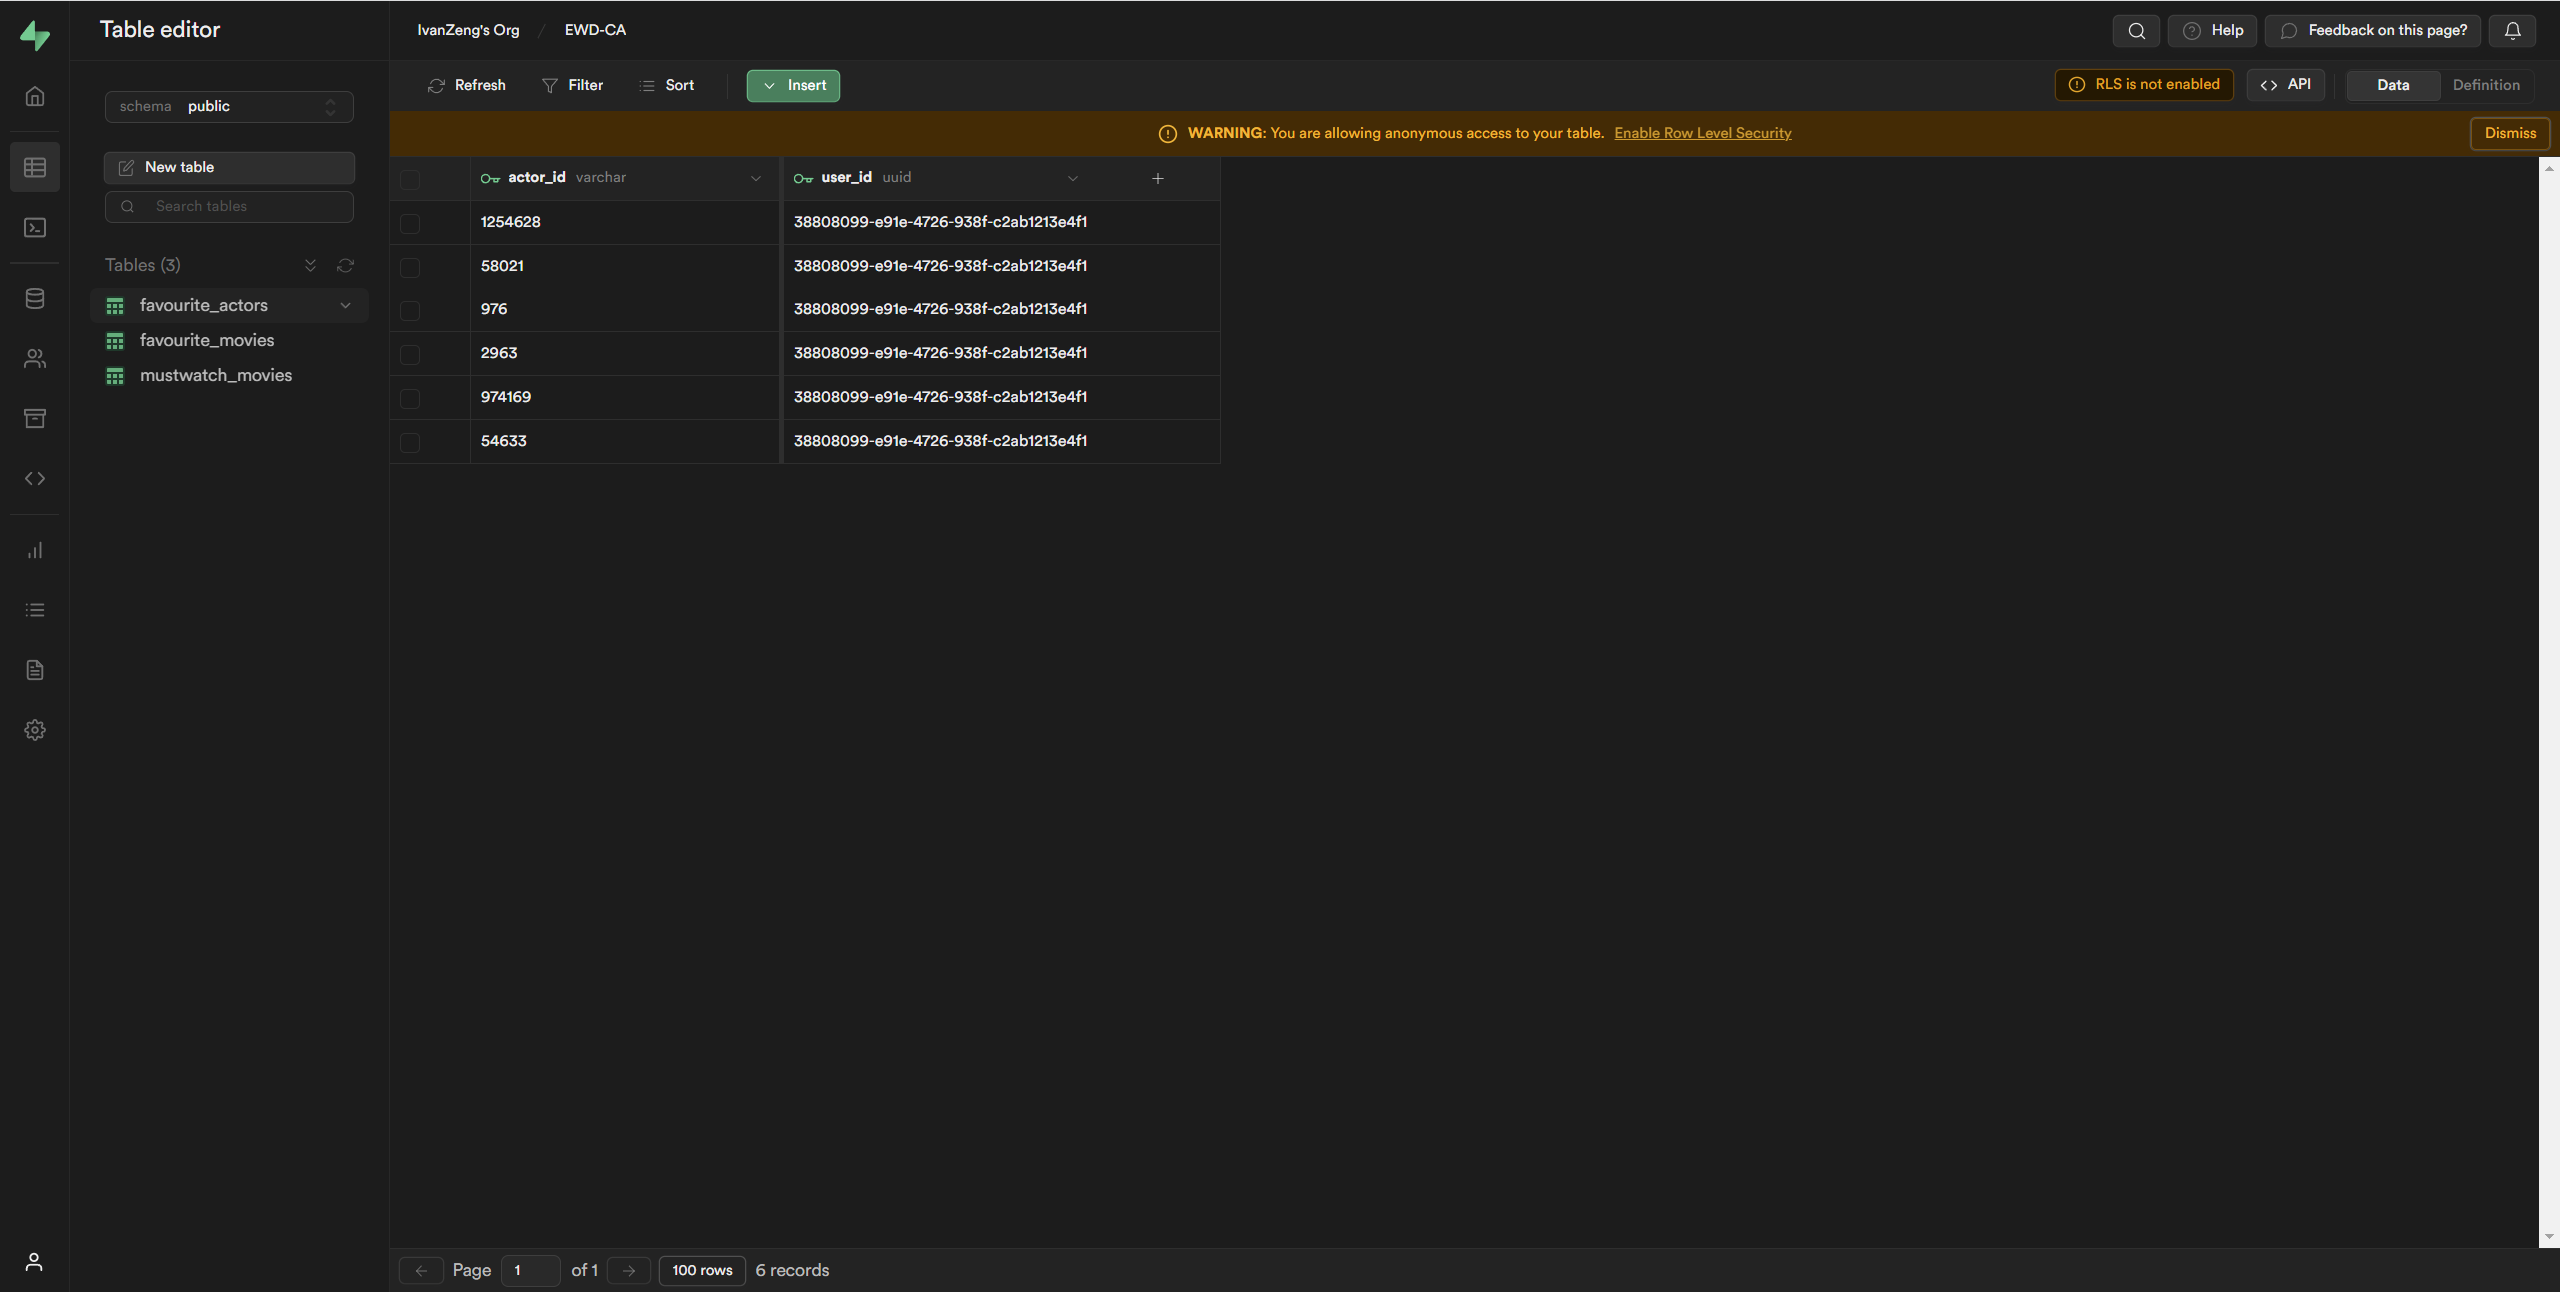 Table editor
IvanZeng's Org / EWD-CA
Help
Feedback on this page?
schema public
New table
Search tables
Tables (3)
favourite_actors
favourite_movies
mustwatch_movies
Refresh Filter Sort Insert
RLS is not enabled
API
Data Definition
WARNING: You are allowing anonymous access to your table. Enable Row Level Security
Dismiss
actor_id varchar user_id uuid
1254628 38808099-e91e-4726-938f-c2ab1213e4f1
58021 38808099-e91e-4726-938f-c2ab1213e4f1
976 38808099-e91e-4726-938f-c2ab1213e4f1
2963 38808099-e91e-4726-938f-c2ab1213e4f1
974169 38808099-e91e-4726-938f-c2ab1213e4f1
54633 38808099-e91e-4726-938f-c2ab1213e4f1
Page 1 of 1 100 rows 6 records